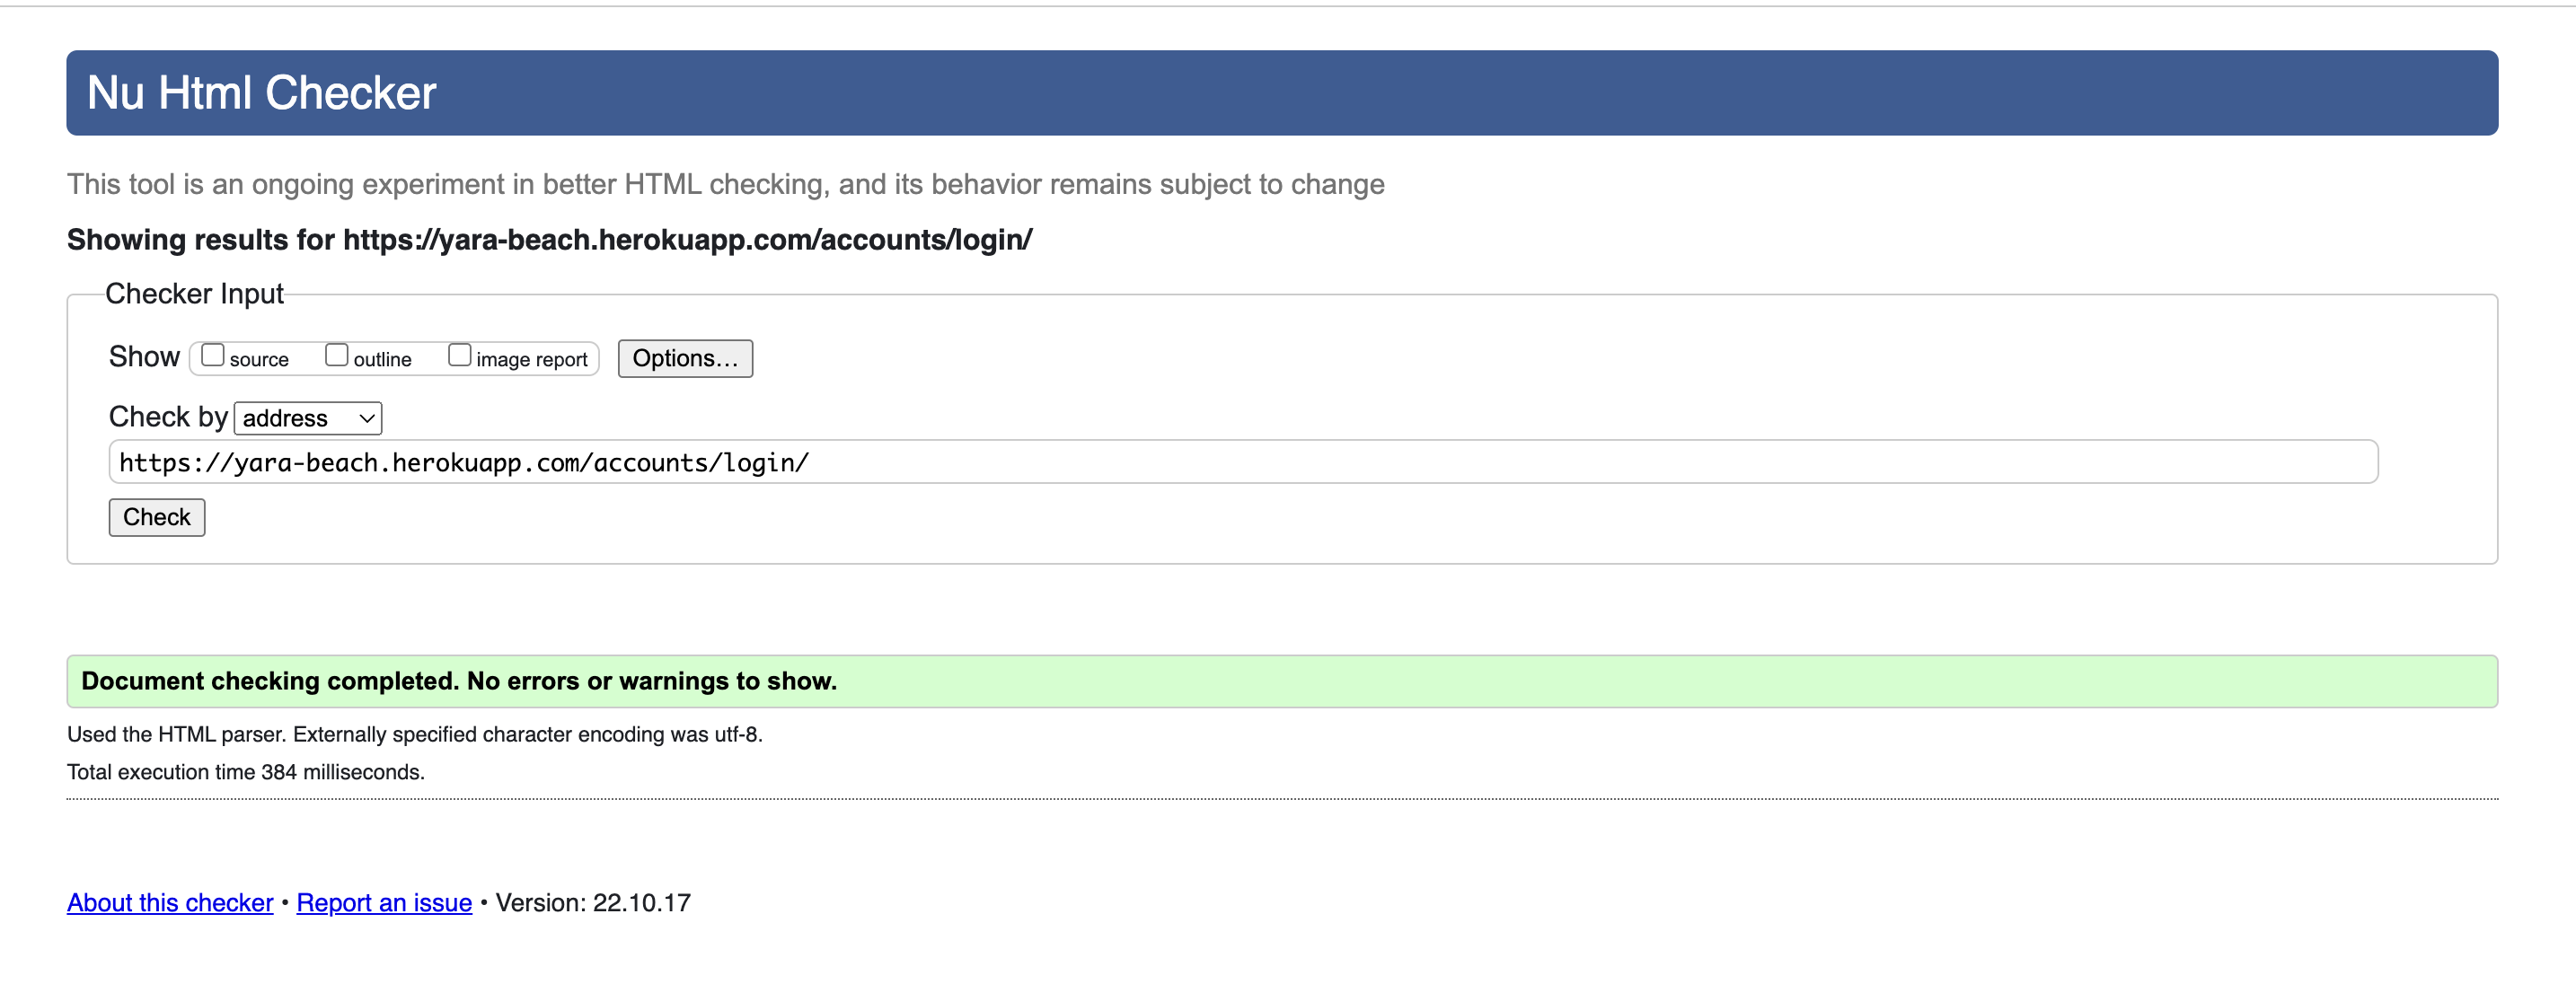 Nu Html Checker
This tool is an ongoing experiment in better HTML checking, and its behavior remains subject to change
Showing results for https://yara-beach.herokuapp.com/accounts/login/
Checker Input
Show source outline image report Options...
Check by address
https://yara-beach.herokuapp.com/accounts/login/
Check
Document checking completed. No errors or warnings to show.
Used the HTML parser. Externally specified character encoding was utf-8.
Total execution time 384 milliseconds.
About this checker • Report an issue • Version: 22.10.17